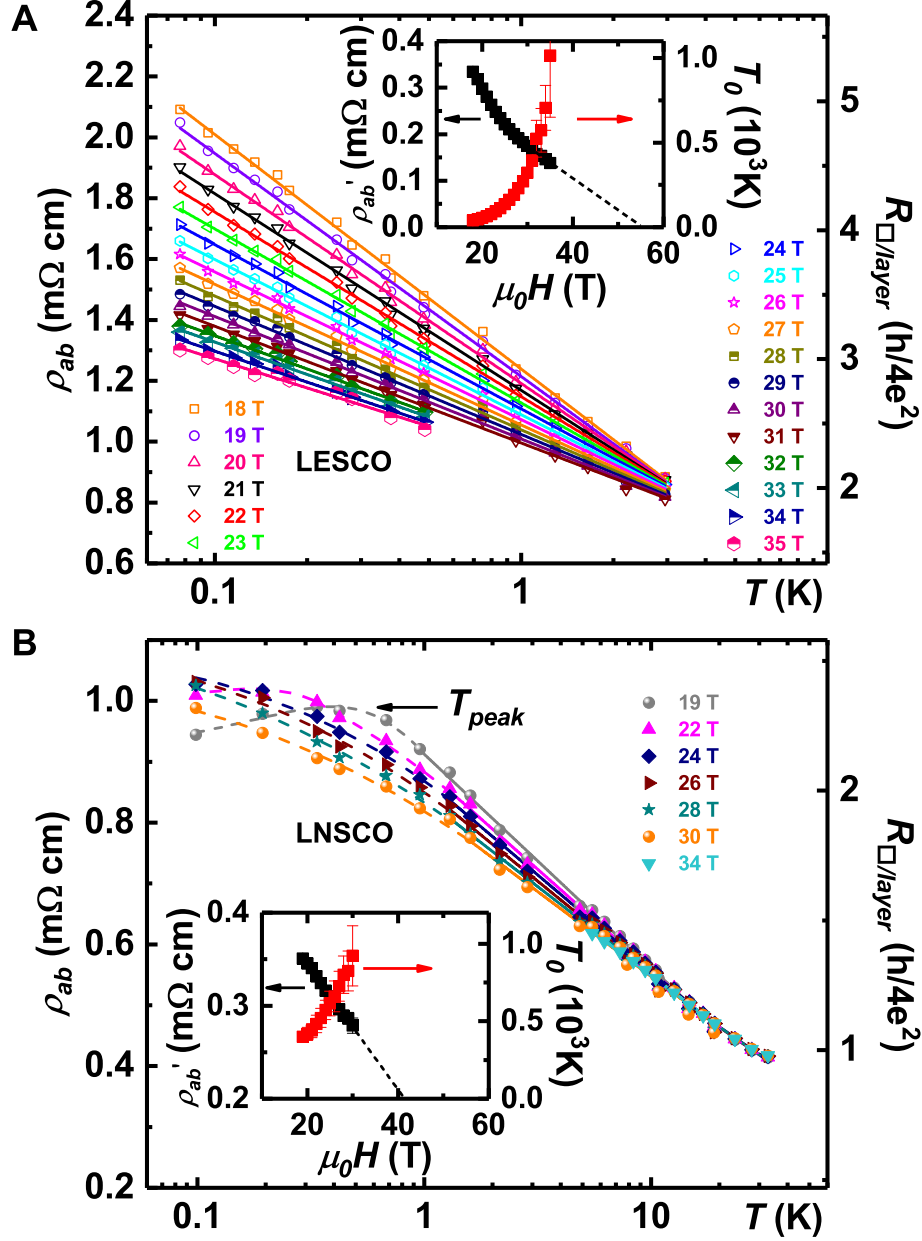 A
2.4
2.2
2.0
1.8
1.6
1.4
1.2
1.0
0.8
0.6
ρab (mΩ cm)
0.4
0.3
0.2
0.1
0.0
ρab' (mΩ cm)
1.0
0.5
0.0
T0 (10³K)
20 40 60
μ0H (T)
5
4
3
2
R□/layer (h/4e²)
18 T
19 T
20 T
21 T
22 T
23 T
LESCO
24 T
25 T
26 T
27 T
28 T
29 T
30 T
31 T
32 T
33 T
34 T
35 T
0.1 1 T (K)
B
1.0
0.8
0.6
0.4
0.2
ρab (mΩ cm)
Tpeak
LNSCO
19 T
22 T
24 T
26 T
28 T
30 T
34 T
2
1
R□/layer (h/4e²)
0.4
0.3
0.2
ρab' (mΩ cm)
1.0
0.5
0.0
T0 (10³K)
20 40 60
μ0H (T)
0.1 1 10 T (K)